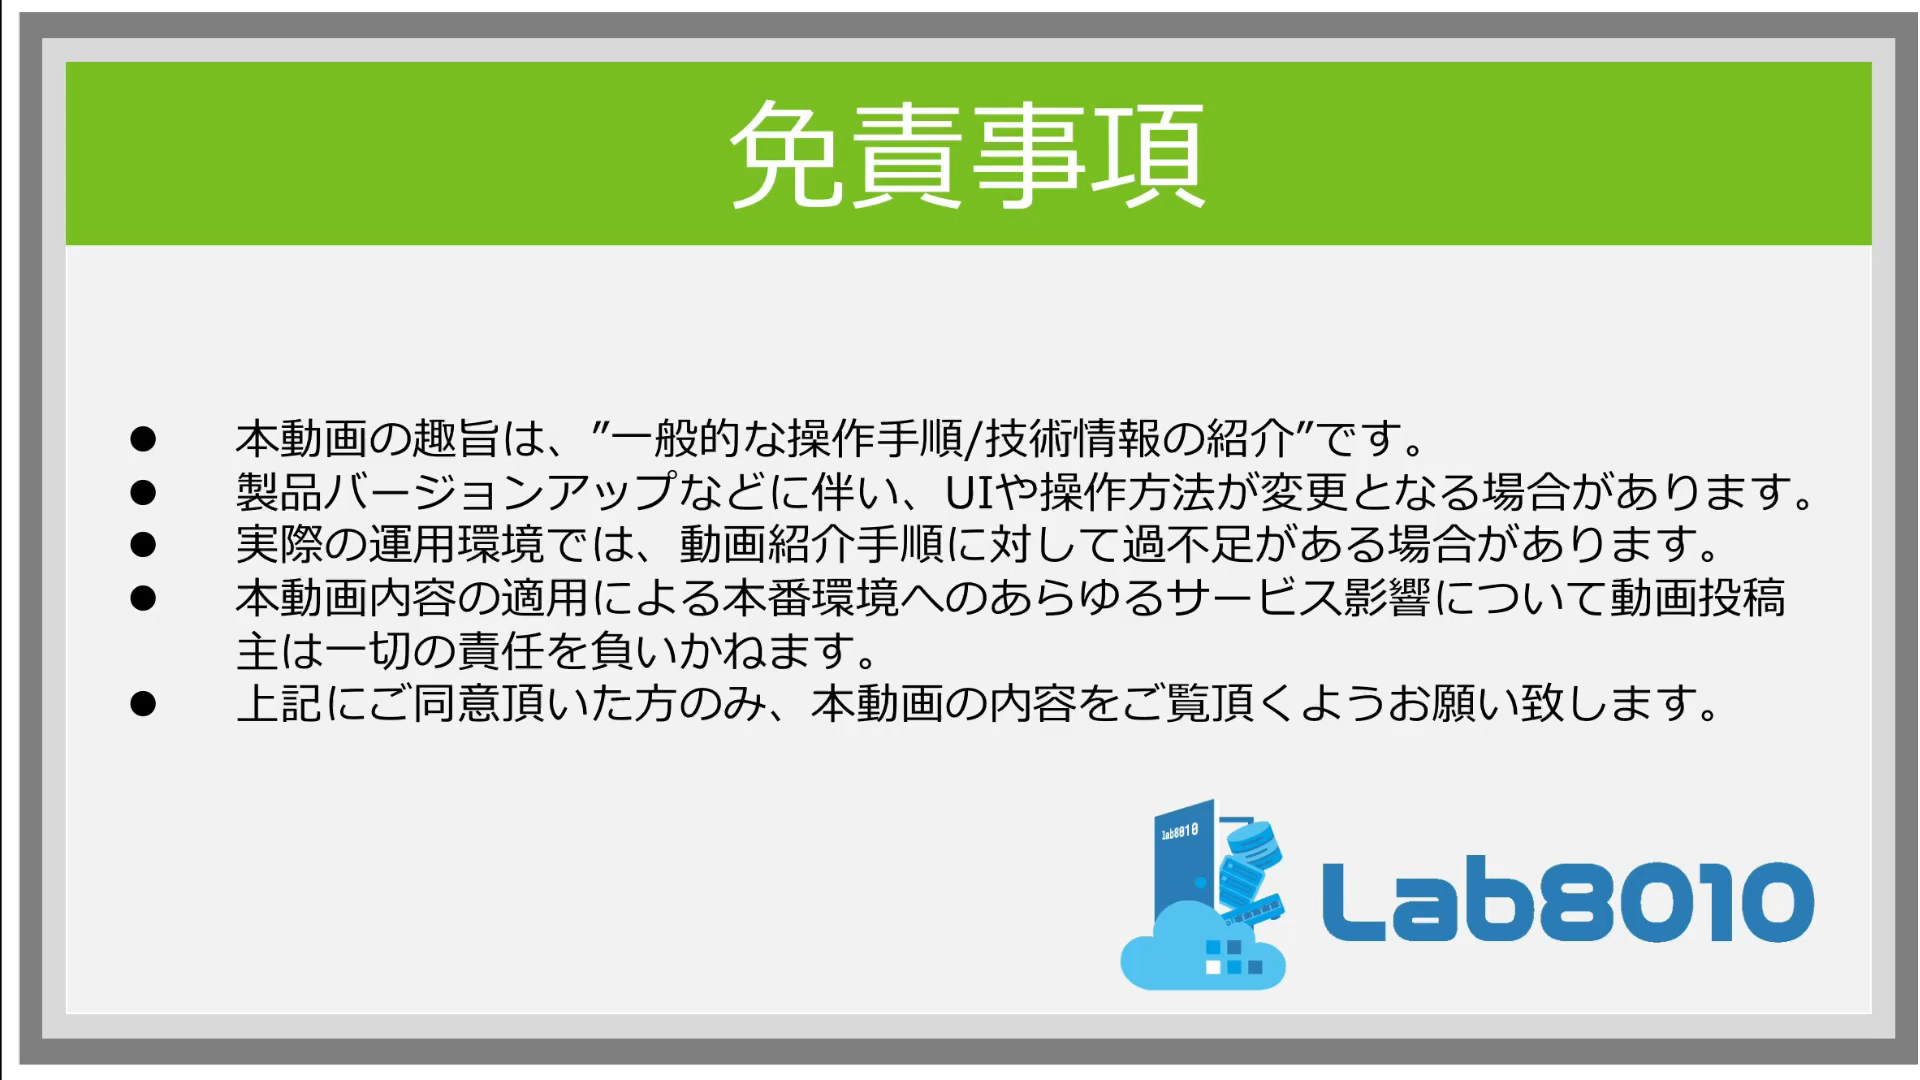 免責事項
● 本動画の趣旨は、”一般的な操作手順/技術情報の紹介”です。
● 製品バージョンアップなどに伴い、UIや操作方法が変更となる場合があります。
● 実際の運用環境では、動画紹介手順に対して過不足がある場合があります。
● 本動画内容の適用による本番環境へのあらゆるサービス影響について動画投稿
主は一切の責任を負いかねます。
● 上記にご同意頂いた方のみ、本動画の内容をご覧頂くようお願い致します。
lab8010
Lab8010